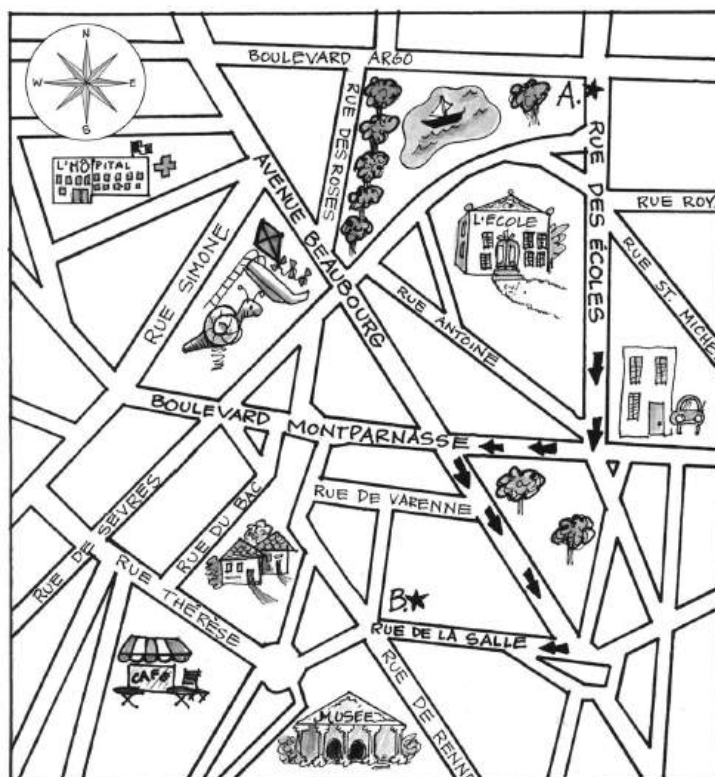 N
W E
S
BOULEVARD ARGO
A.
L'HÔPITAL
RUE DES ROSES
AVENUE BEAUBOURG
RUE DES ÉCOLES
RUE ROY
L'ÉCOLE
RUE SIMONE
RUE ST. MICHE
RUE ANTOINE
BOULEVARD MONTPARNASSE
RUE DE VARENNE
RUE DE SÈVRES
RUE DU BAC
RUE THÉRÈSE
B.
RUE DE LA SALLE
CAFÉ
MUSÉE
RUE DE RENN